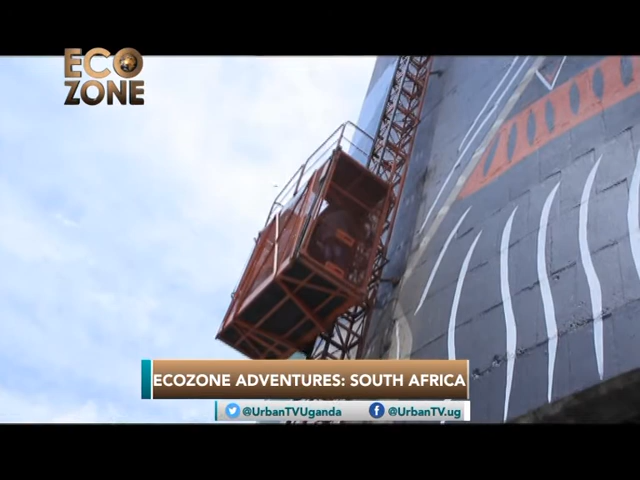 ECO
ZONE
ECOZONE ADVENTURES: SOUTH AFRICA
@UrbanTVUganda @UrbanTV.ug